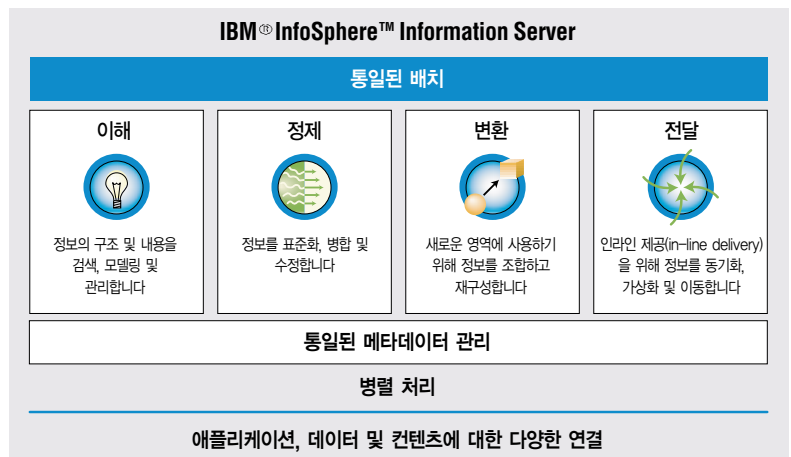 IBM® InfoSphere™ Information Server
통일된 배치
이해
정보의 구조 및 내용을
검색, 모델링 및
관리합니다
정제
정보를 표준화, 병합 및
수정합니다
변환
새로운 영역에 사용하기
위해 정보를 조합하고
재구성합니다
전달
인라인 제공(in-line delivery)
을 위해 정보를 동기화,
가상화 및 이동합니다
통일된 메타데이터 관리
병렬 처리
애플리케이션, 데이터 및 컨텐츠에 대한 다양한 연결